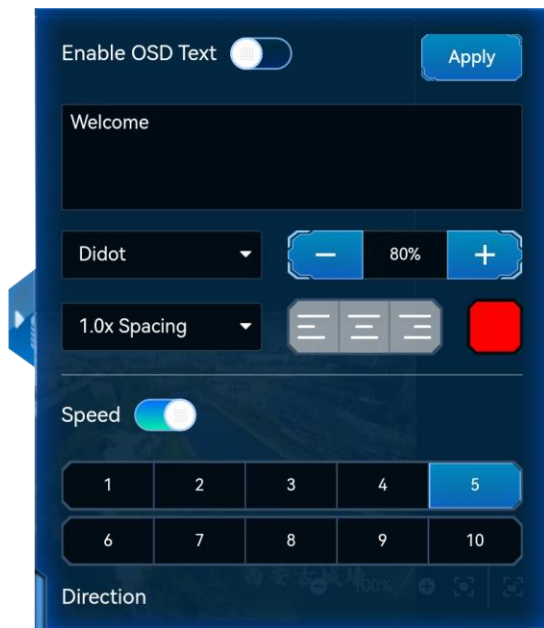 Enable OSD Text
Apply
Welcome
Didot
80%
1.0x Spacing
Speed
1 2 3 4 5
6 7 8 9 10
100%
Direction